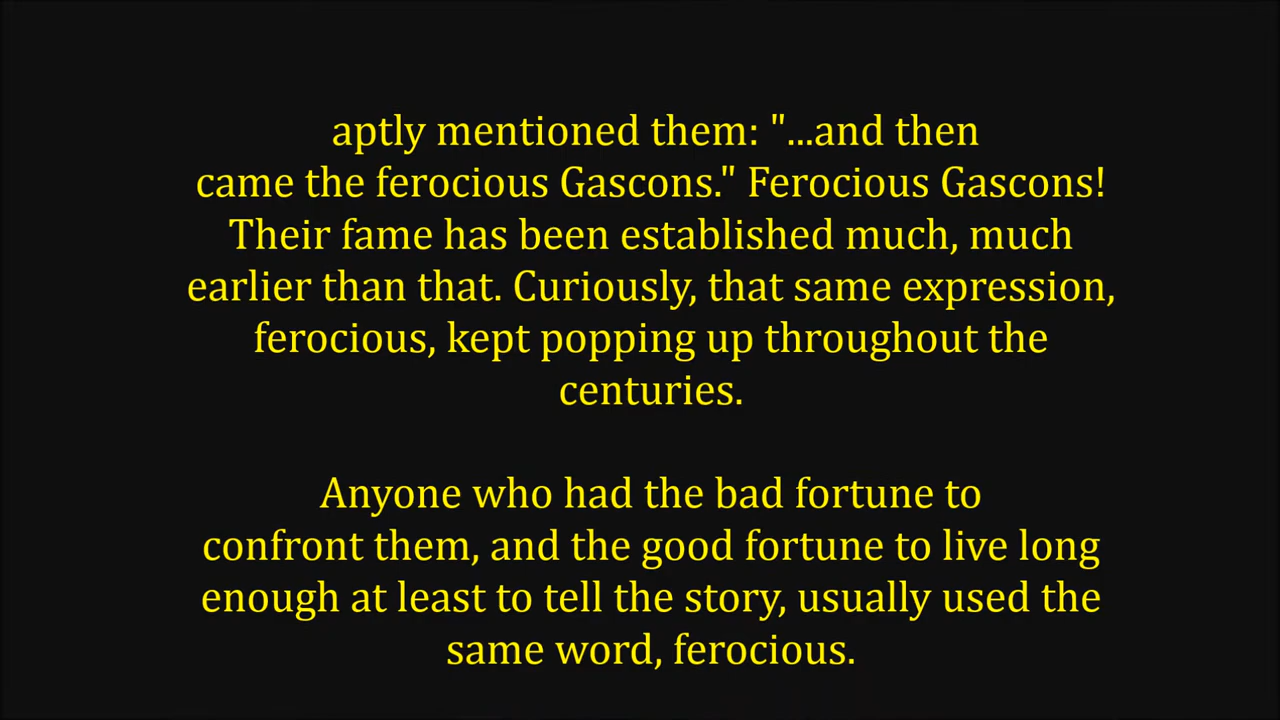 aptly mentioned them: "...and then
came the ferocious Gascons." Ferocious Gascons!
Their fame has been established much, much
earlier than that. Curiously, that same expression,
ferocious, kept popping up throughout the
centuries.
Anyone who had the bad fortune to
confront them, and the good fortune to live long
enough at least to tell the story, usually used the
same word, ferocious.